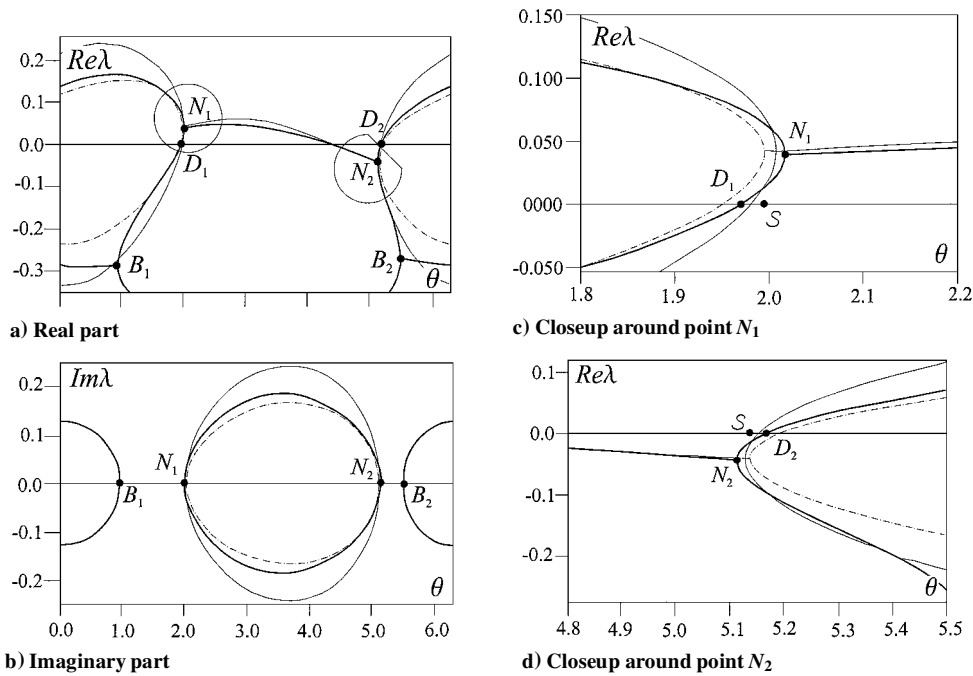 0.2
0.1
0.0
-0.1
-0.2
-0.3
Reλ
N₁
D₁
D₂
N₂
B₁
B₂
θ
a) Real part
Imλ
0.2
0.1
0.0
-0.1
-0.2
N₁
N₂
B₁
B₂
θ
0.0 1.0 2.0 3.0 4.0 5.0 6.0
b) Imaginary part
0.150
0.100
0.050
0000
-0.050
Reλ
N₁
D₁
S
θ
1.8 1.9 2.0 2.1 2.2
c) Closeup around point N₁
0.1
0.0
-0.1
-0.2
Reλ
S
D₂
N₂
θ
4.8 4.9 5.0 5.1 5.2 5.3 5.4 5.5
d) Closeup around point N₂